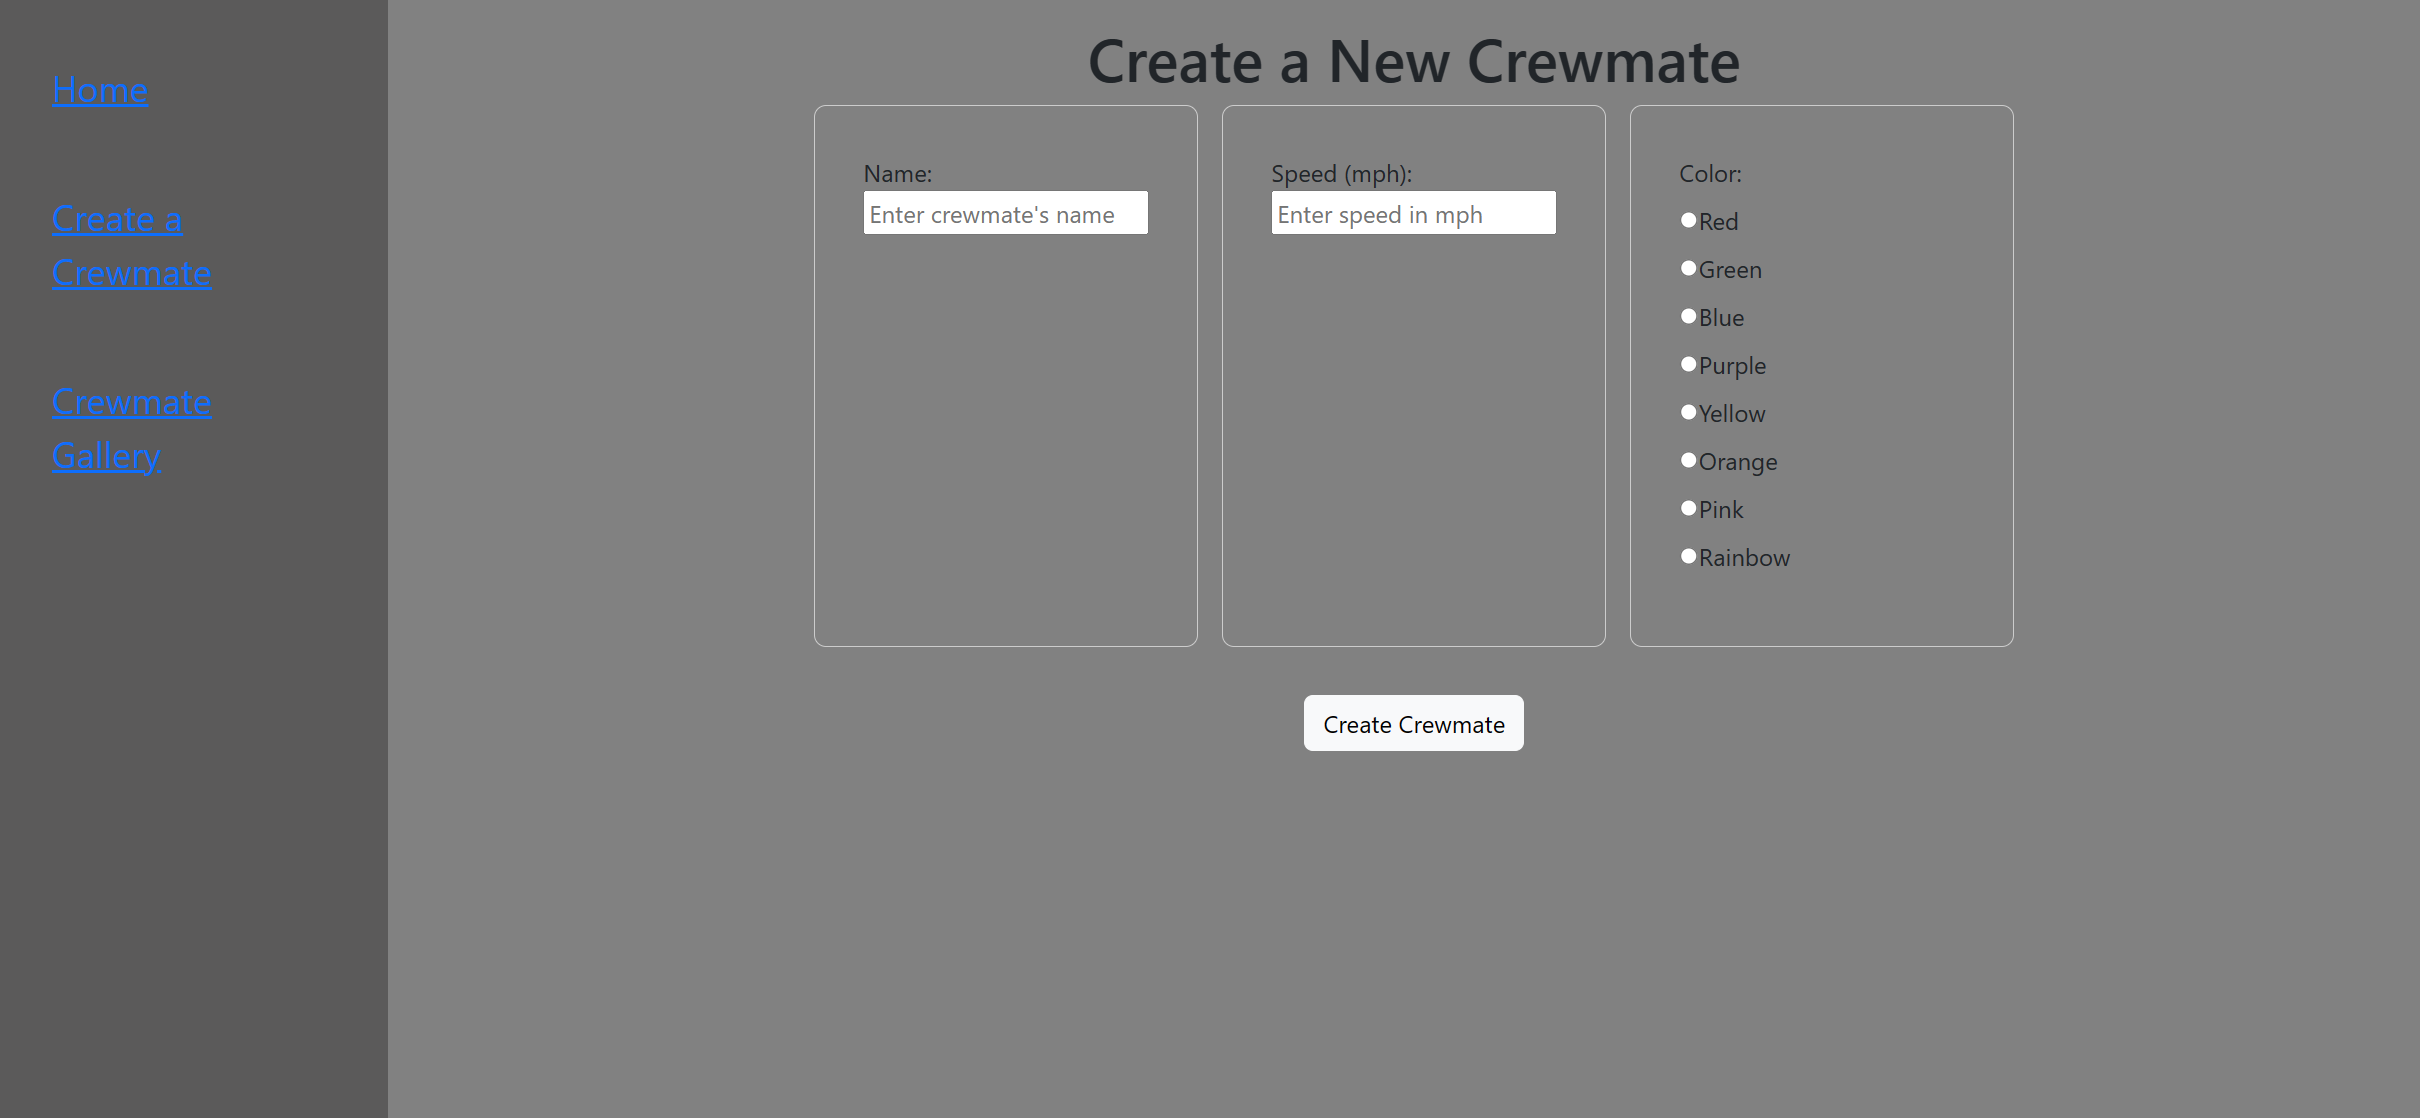 Home
Create a
Crewmate
Crewmate
Gallery
Create a New Crewmate
Name:
Enter crewmate's name
Speed (mph):
Enter speed in mph
Color:
Red
Green
Blue
Purple
Yellow
Orange
Pink
Rainbow
Create Crewmate